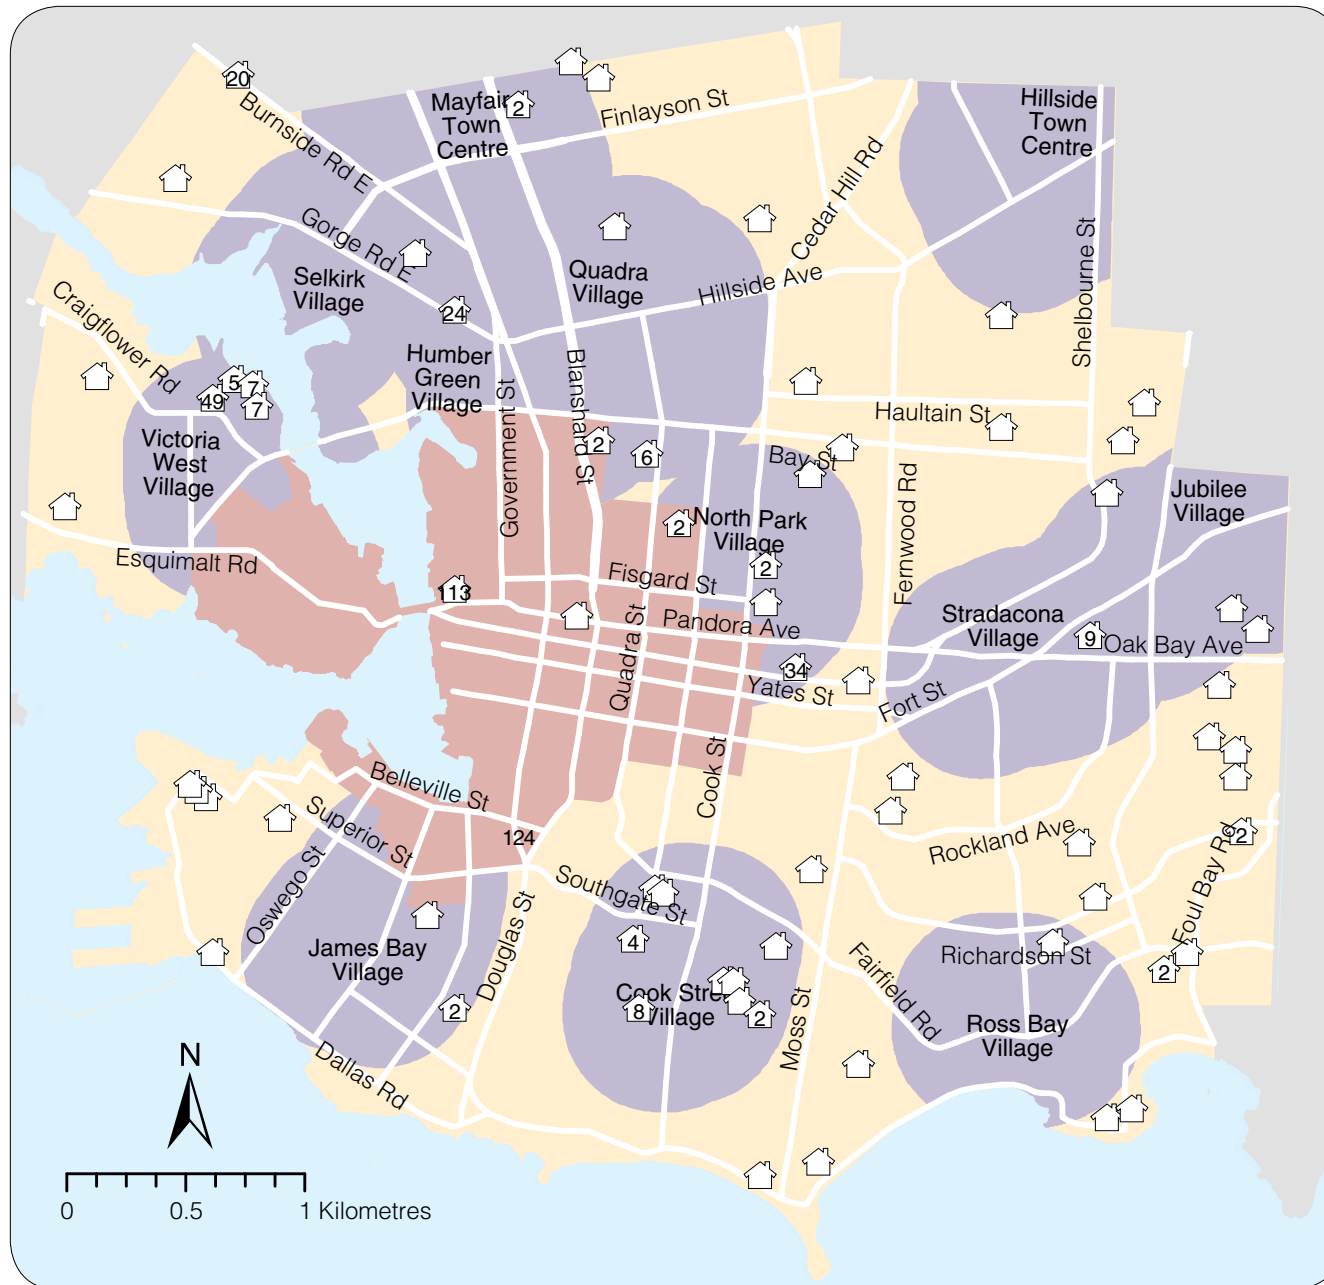 20
Burnside Rd E
Mayfair
Town
Centre
2
Finlayson St
Hillside
Town
Centre
Cedar Hill Rd
Gorge Rd E
Selkirk
Village
Quadra
Village
Hillside Ave
Shelbourne St
Craigflower Rd
24
Humber
Green
Village
Blanshard St
Government St
5
7
49
7
Haultain St
Victoria
West
Village
2
6
Bay St
Fernwood Rd
Jubilee
Village
2
North Park
Village
Esquimalt Rd
2
Fisgard St
113
Pandora Ave
Stradacona
Village
9
Oak Bay Ave
Quadra St
34
Yates St
Fort St
Belleville St
Cook St
Superior St
124
Rockland Ave
2
Foul Bay Rd
Oswego St
Southgate St
Douglas St
4
James Bay
Village
Richardson St
2
Fairfield Rd
2
8
Cook Street
Village
2
Moss St
Ross Bay
Village
Dallas Rd
N
0
0.5
1 Kilometres